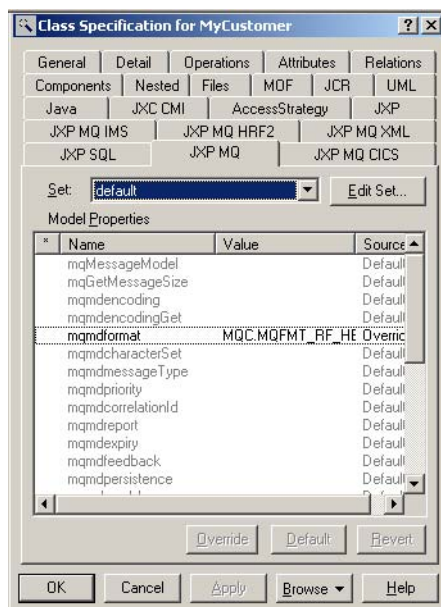 Class Specification for MyCustomer
General Detail Operations Attributes Relations
Components Nested Files MOF JCR UML
Java JXC CMI AccessStrategy JXP
JXP MQ IMS JXP MQ HRF2 JXP MQ XML
JXP SQL JXP MQ JXP MQ CICS
Set: default Edit Set...
Model Properties
* Name Value Source
mqMessageModel Default
mqGetMessageSize Default
mqmdencoding Default
mqmdencodingGet Default
mqmdformat MQC.MQFMT_RF_HE Overric
mqmdcharacterSet Default
mqmdmessageType Default
mqmdpriority Default
mqmdcorrelationId Default
mqmdreport Default
mqmdexpiry Default
mqmdfeedback Default
mqmdpersistence Default
Override Default Revert
OK Cancel Apply Browse Help